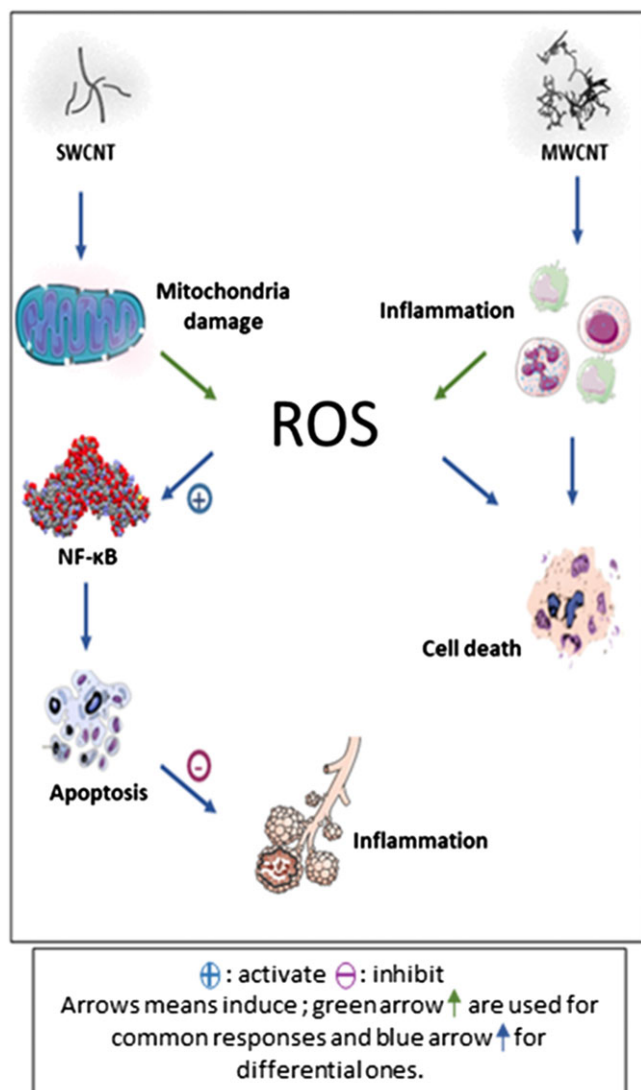 SWCNT
MWCNT
Mitochondria
damage
Inflammation
ROS
+
NF-κB
Cell death
-
Apoptosis
Inflammation
+ : activate - : inhibit
Arrows means induce ; green arrow ↑ are used for
common responses and blue arrow ↑ for
differential ones.